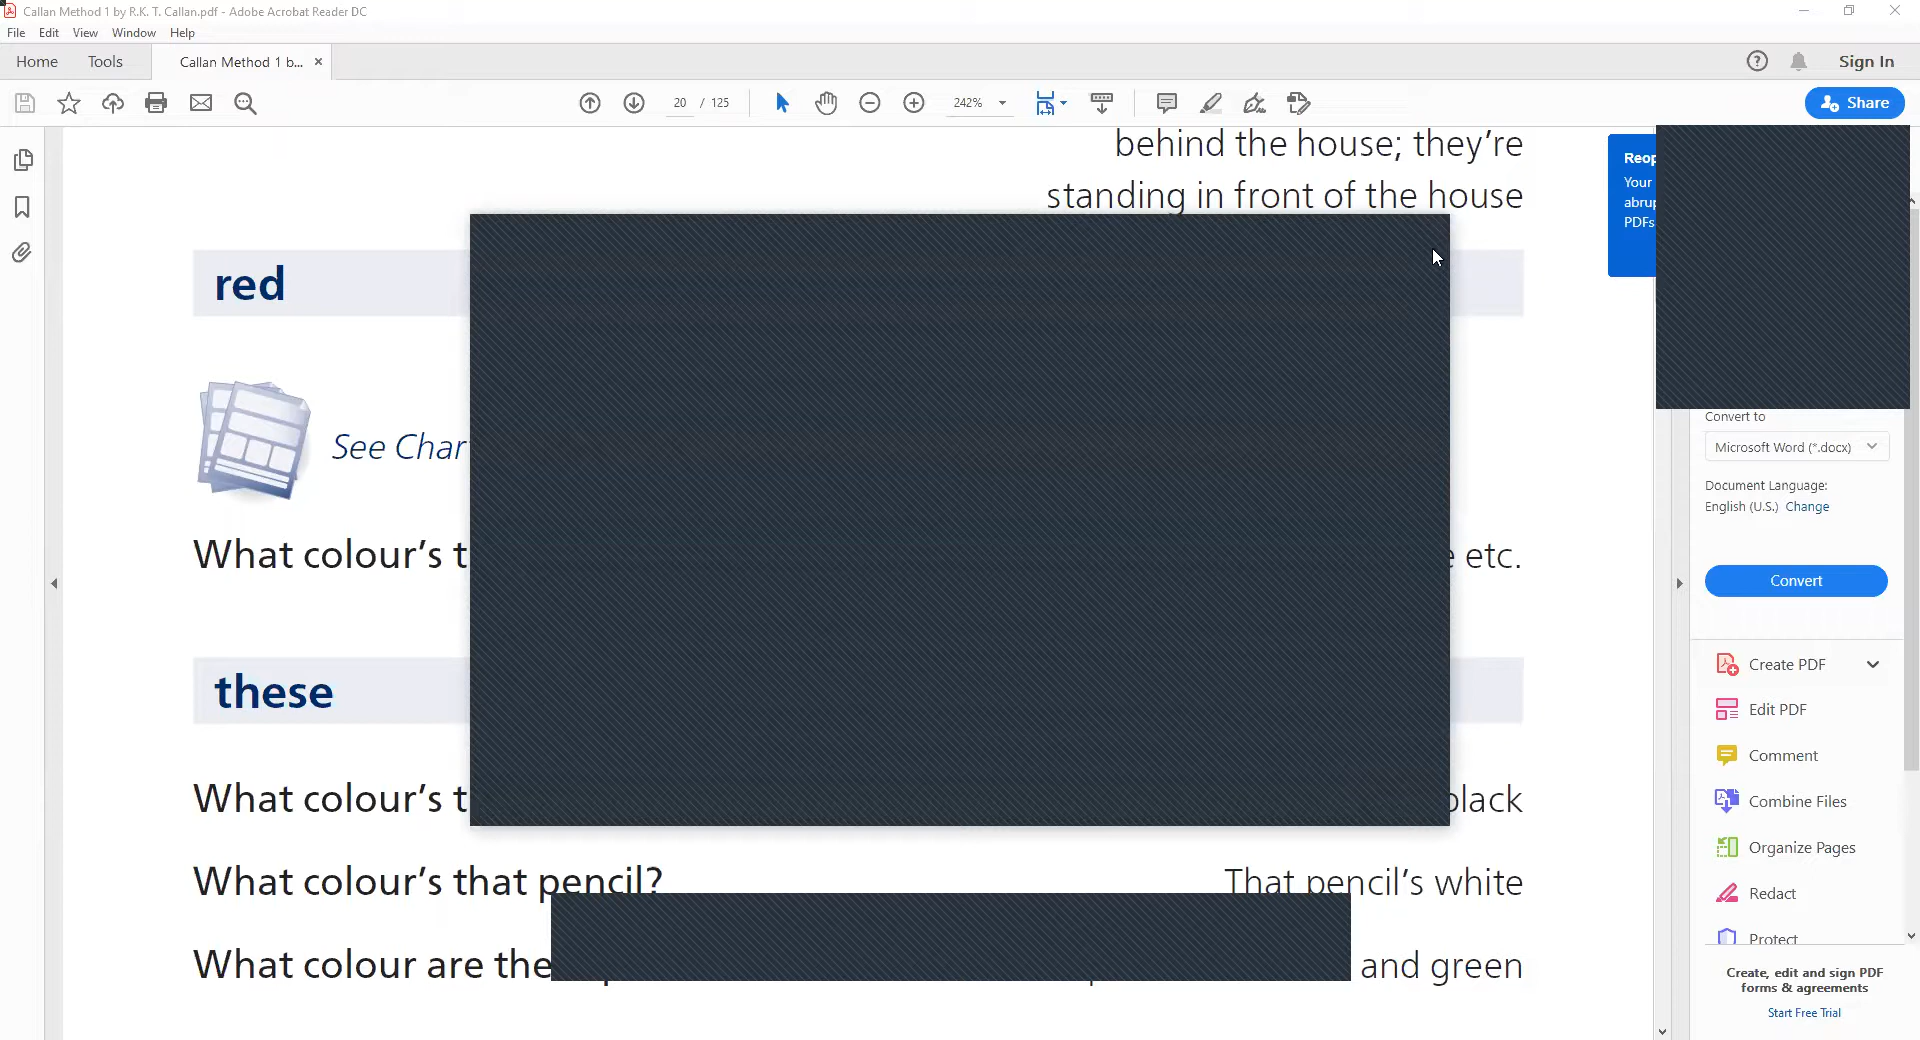 Callan Method 1 by R.K. T. Callan.pdf - Adobe Acrobat Reader DC
File Edit View Window Help
Home Tools Callan Method 1 b... × Sign In
20 / 125 242% Share
behind the house; they're
standing in front of the house
Your
PDFs
red
See
What colour's
etc.
these
What colour's
What colour's that pencil? That pencil's white
What colour are
and green
Convert to
Microsoft Word (*.docx)
Document Language:
English (U.S.) Change
Convert
Create PDF
Edit PDF
Comment
Combine Files
Organize Pages
Redact
Protect
Create, edit and sign PDF
forms & agreements
Start Free Trial